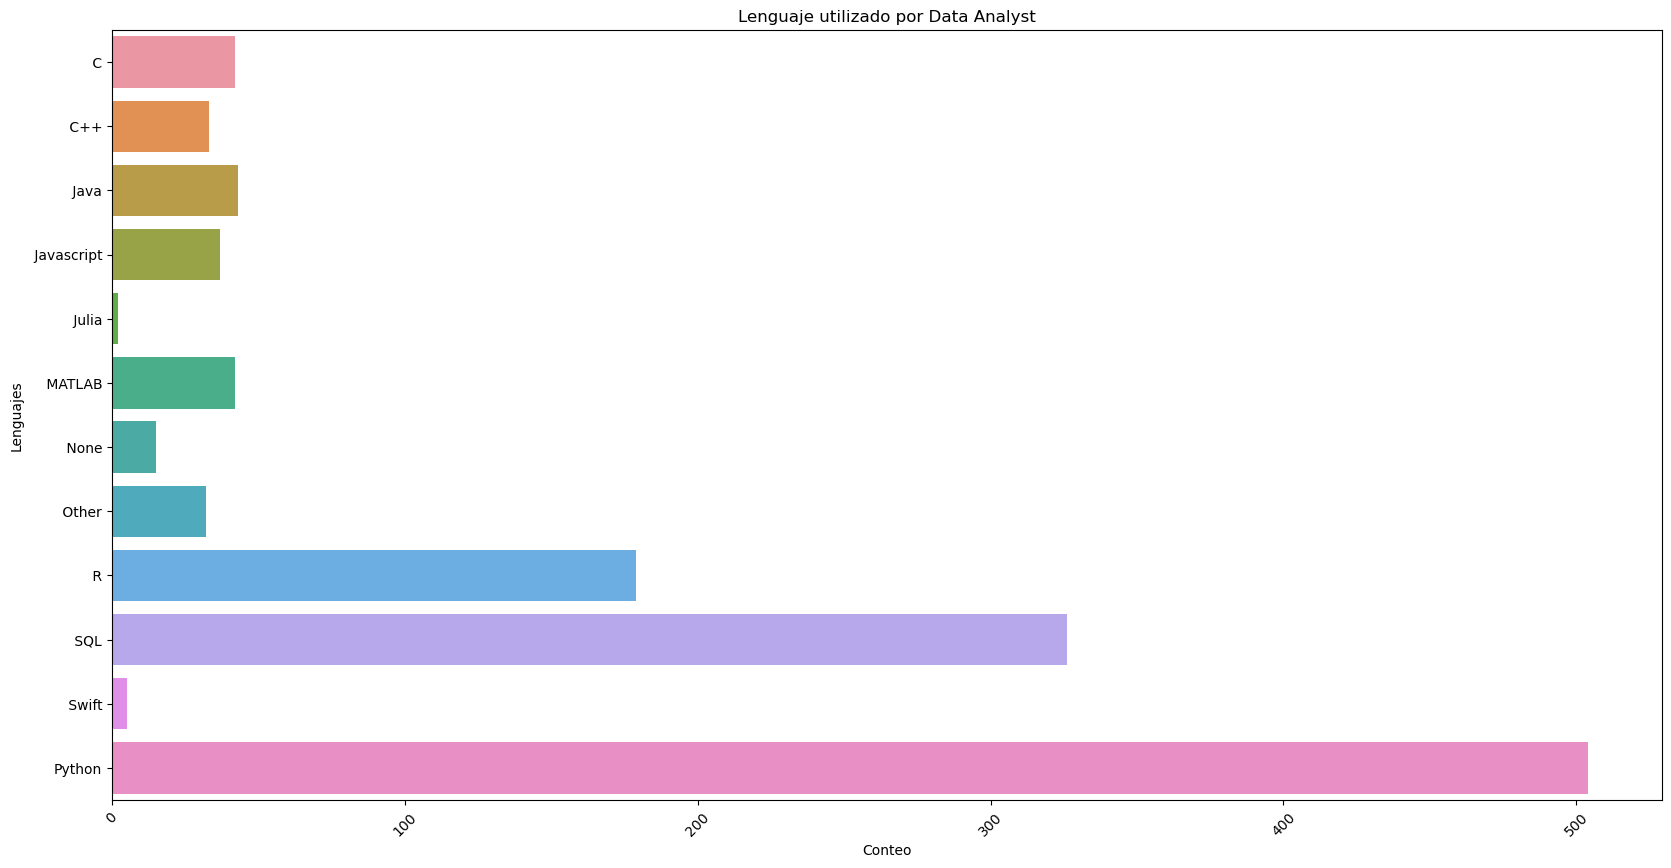 Lenguaje utilizado por Data Analyst
C
C++
Java
Javascript
Julia
MATLAB
None
Other
R
SQL
Swift
Python
Lenguajes
0 100 200 300 400 500
Conteo